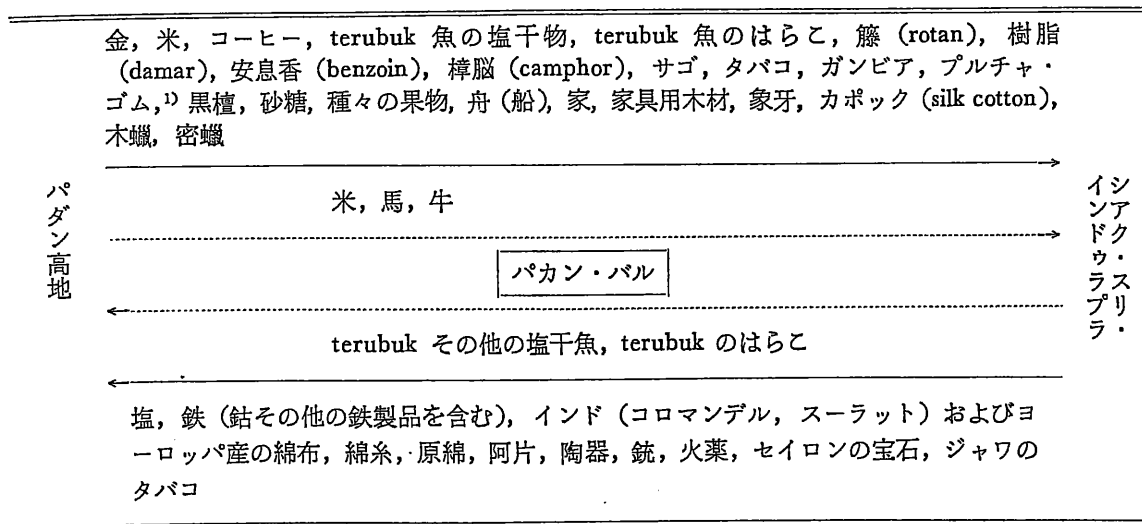 金, 米, コーヒー, terubuk 魚の塩干物, terubuk 魚のはらこ, 籐 (rotan), 樹脂
(damar), 安息香 (benzoin), 樟脳 (camphor), サゴ, タバコ, ガンビア, プルチャ・
ゴム,¹⁾ 黒檀, 砂糖, 種々の果物, 舟 (船), 家, 家具用木材, 象牙, カポック (silk cotton),
木蠟, 密蠟
パダン高地
米, 馬, 牛
パカン・バル
シアク・スリ・
インドゥラプラ
terubuk その他の塩干魚, terubuk のはらこ
塩, 鉄 (鈷その他の鉄製品を含む), インド (コロマンデル, スーラット) およびヨ
ーロッパ産の綿布, 綿糸, 原綿, 阿片, 陶器, 銃, 火薬, セイロンの宝石, ジャワの
タバコ